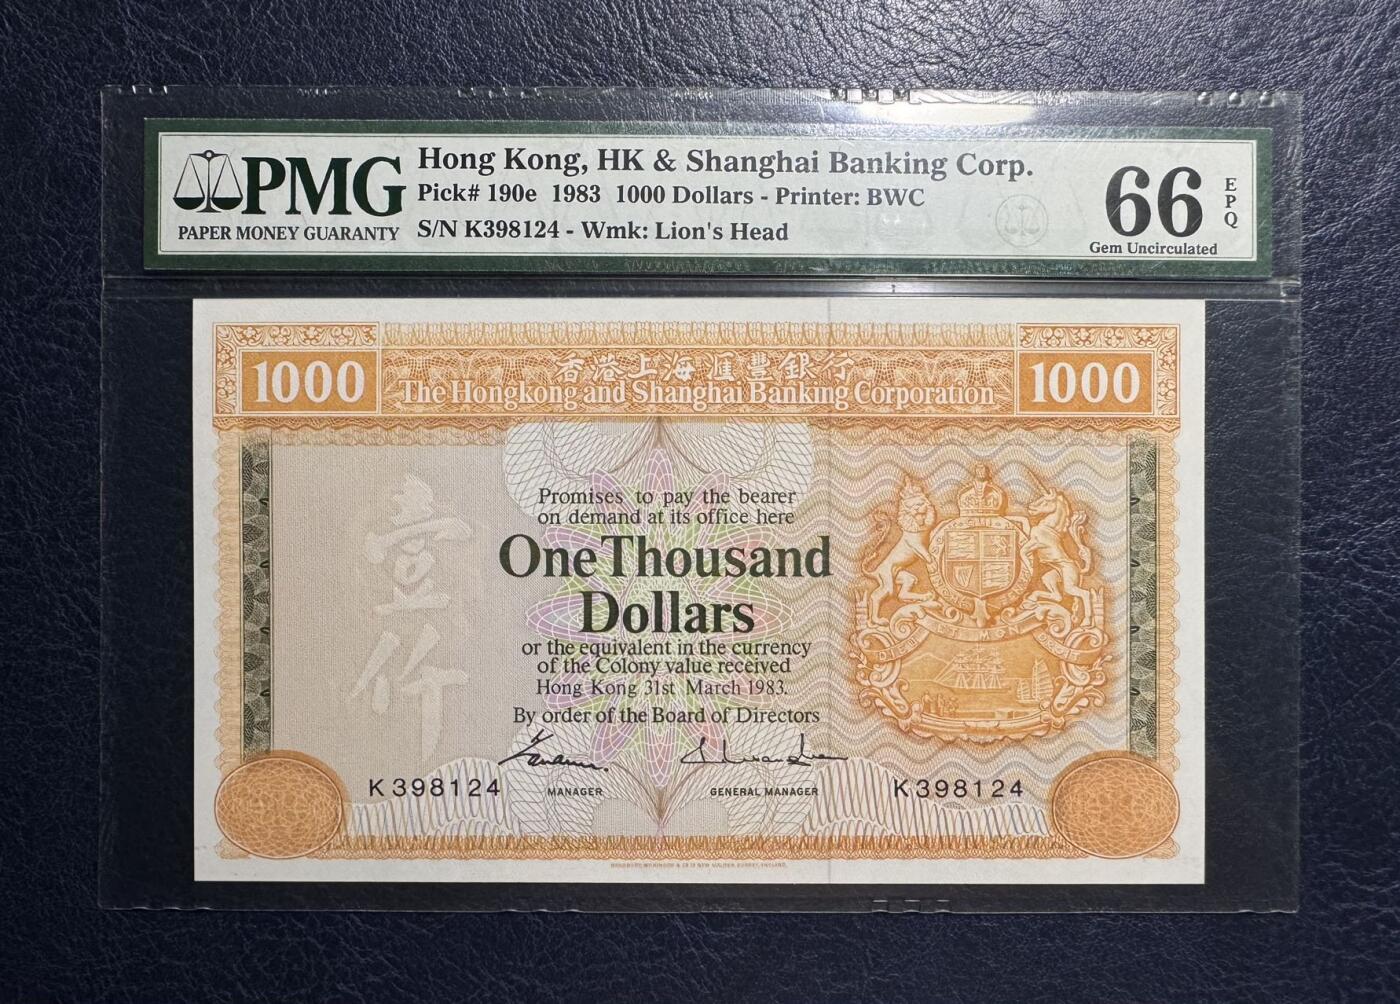 PMG
PAPER MONEY GUARANTY
Hong Kong, HK & Shanghai Banking Corp.
Pick# 190e 1983 1000 Dollars - Printer: BWC
S/N K398124 - Wmk: Lion's Head
66
EPQ
Gem Uncirculated
1000
香港上海滙豐銀行
The Hongkong and Shanghai Banking Corporation
1000
壹仟
Promises to pay the bearer
on demand at its office here
One Thousand
Dollars
or the equivalent in the currency
of the Colony value received
Hong Kong 31st March 1983.
By order of the Board of Directors
K398124
MANAGER
GENERAL MANAGER
K398124